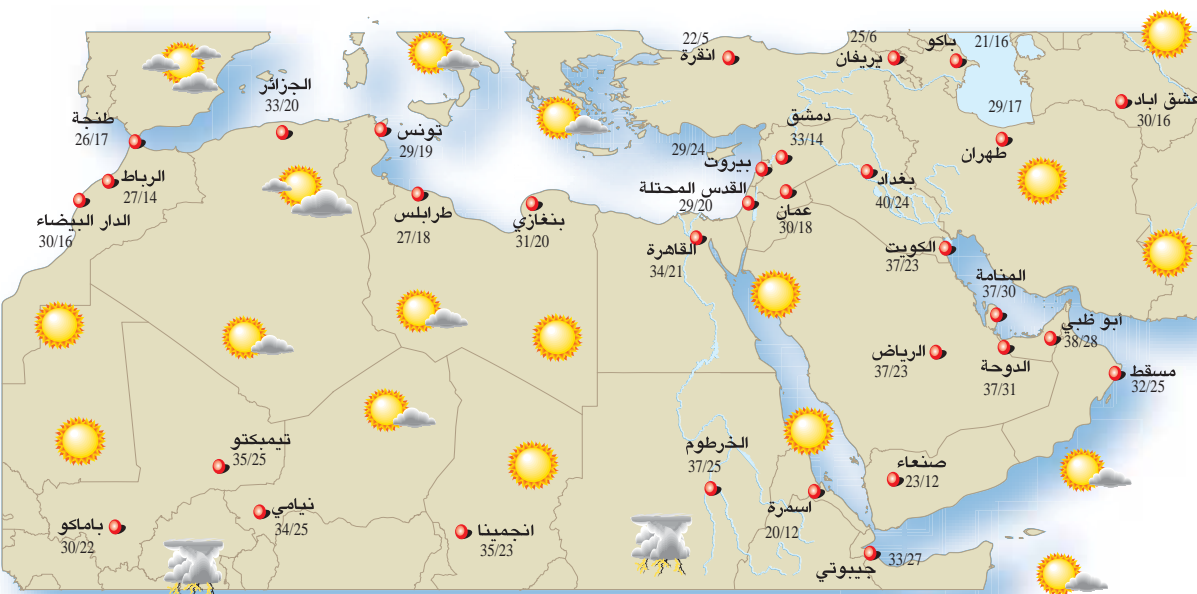 22/5
انقرة
25/6
يريفان
باكو
21/16
29/17
عشق اباد
30/16
طهران
الجزائر
33/20
طنجة
26/17
تونس
29/19
دمشق
33/14
29/24
بيروت
بغداد
40/24
القدس المحتلة
29/20
عمان
30/18
الرباط
27/14
الدار البيضاء
30/16
طرابلس
27/18
بنغازي
31/20
القاهرة
34/21
الكويت
37/23
المنامة
37/30
ابو ظبي
38/28
الرياض
37/23
الدوحة
37/31
مسقط
32/25
تيمبكتو
35/25
الخرطوم
37/25
صنعاء
23/12
نيامي
34/25
باماكو
30/22
انجمينا
35/23
اسمرة
20/12
33/27
جيبوتي